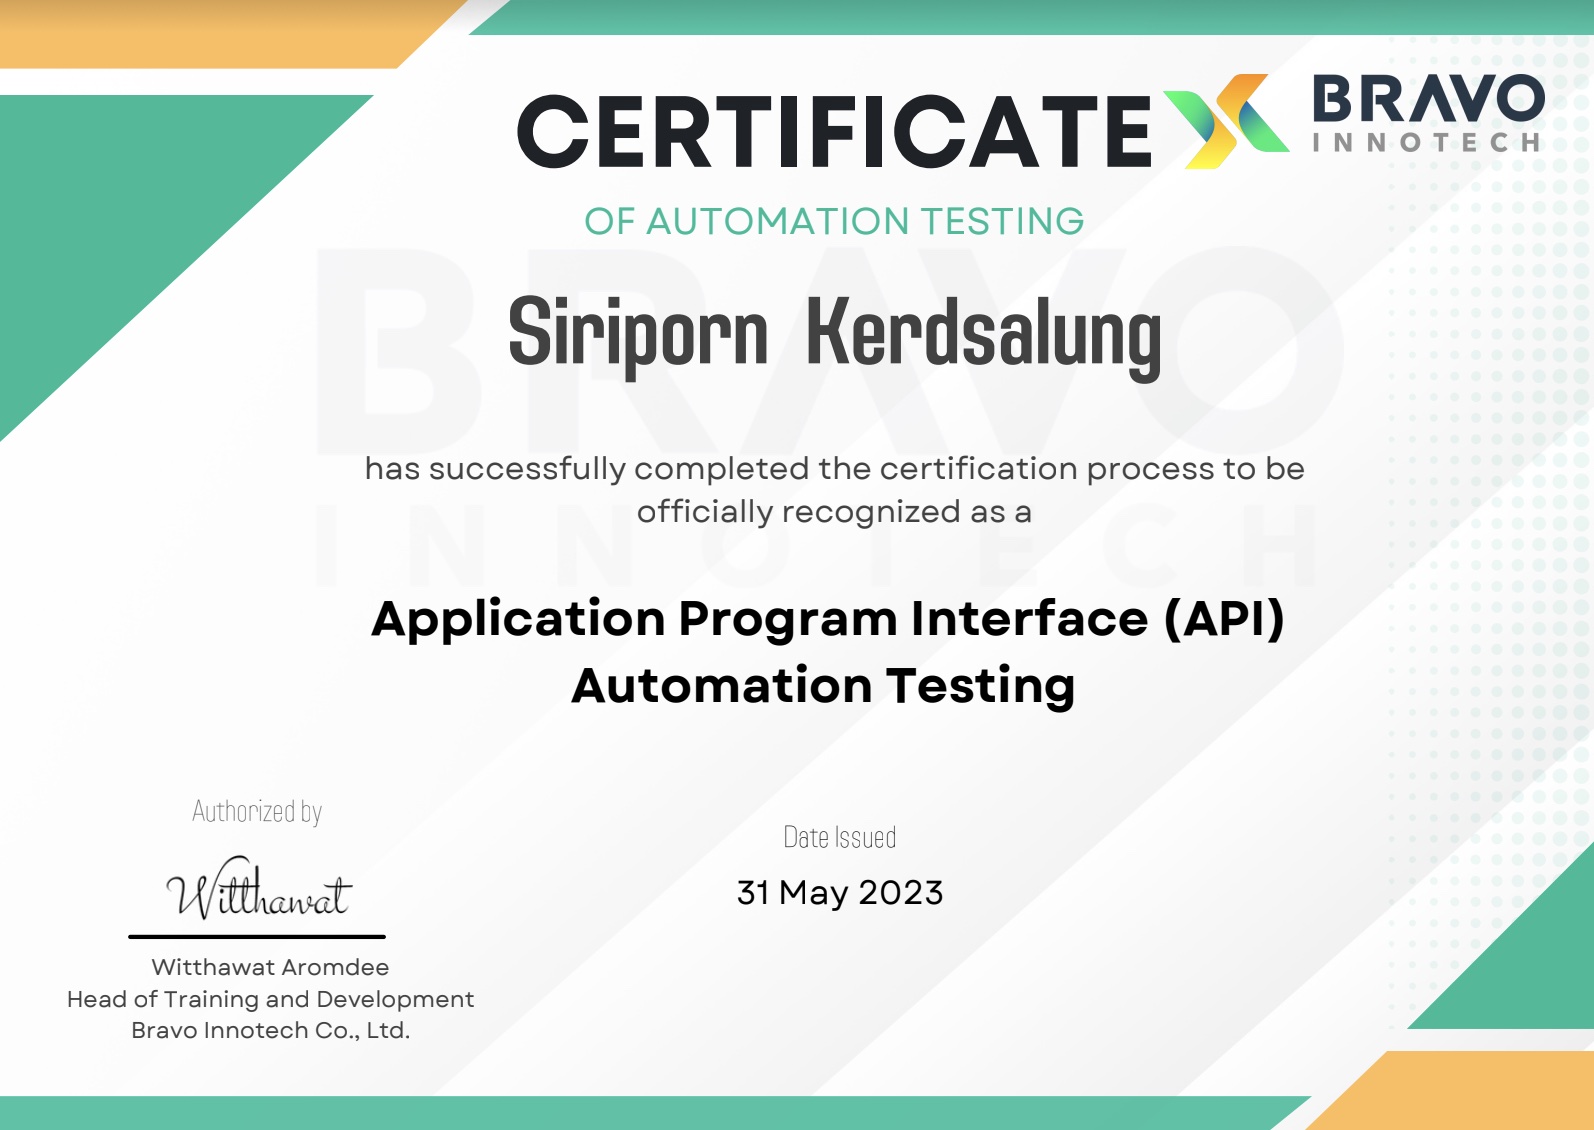 CERTIFICATE
BRAVO
INNOTECH
OF AUTOMATION TESTING
BRAVO
INNOTECH
Siriporn Kerdsalung
has successfully completed the certification process to be
officially recognized as a
Application Program Interface (API)
Automation Testing
Authorized by
Witthawat
Witthawat Aromdee
Head of Training and Development
Bravo Innotech Co., Ltd.
Date Issued
31 May 2023